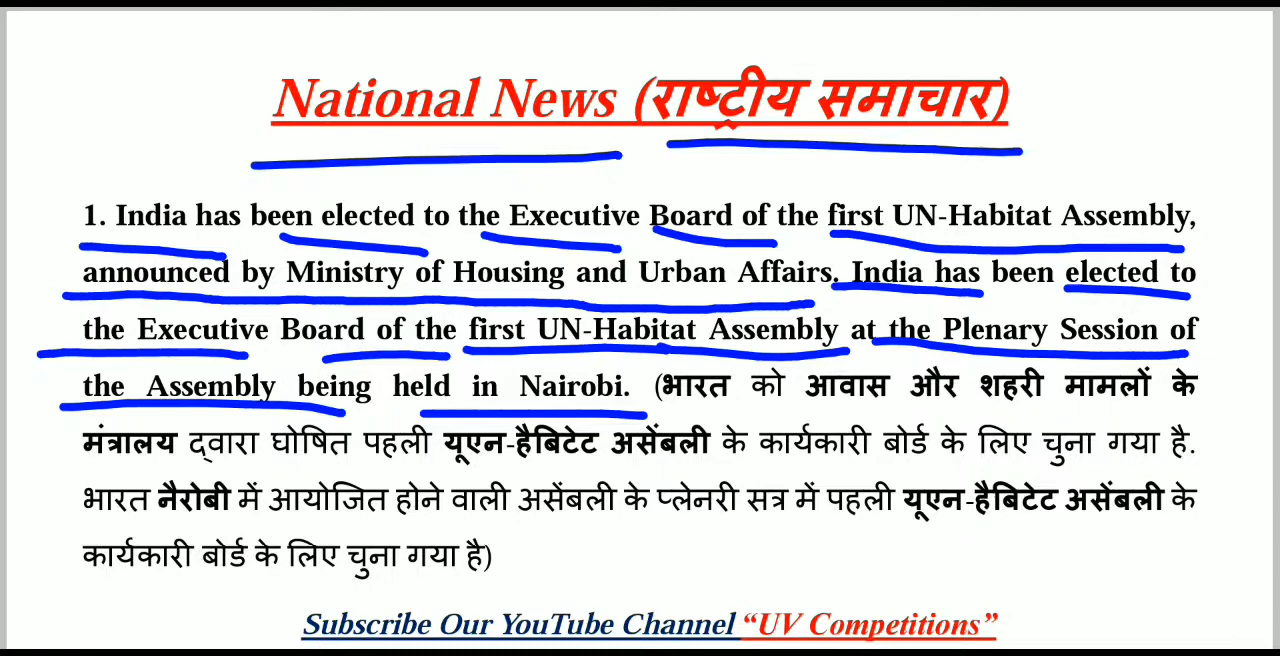 National News (राष्ट्रीय समाचार)
1. India has been elected to the Executive Board of the first UN-Habitat Assembly,
announced by Ministry of Housing and Urban Affairs. India has been elected to
the Executive Board of the first UN-Habitat Assembly at the Plenary Session of
the Assembly being held in Nairobi. (भारत को आवास और शहरी मामलों के
मंत्रालय द्वारा घोषित पहली यूएन-हैबिटेट असेंबली के कार्यकारी बोर्ड के लिए चुना गया है.
भारत नैरोबी में आयोजित होने वाली असेंबली के प्लेनरी सत्र में पहली यूएन-हैबिटेट असेंबली के
कार्यकारी बोर्ड के लिए चुना गया है)
Subscribe Our YouTube Channel “UV Competitions”